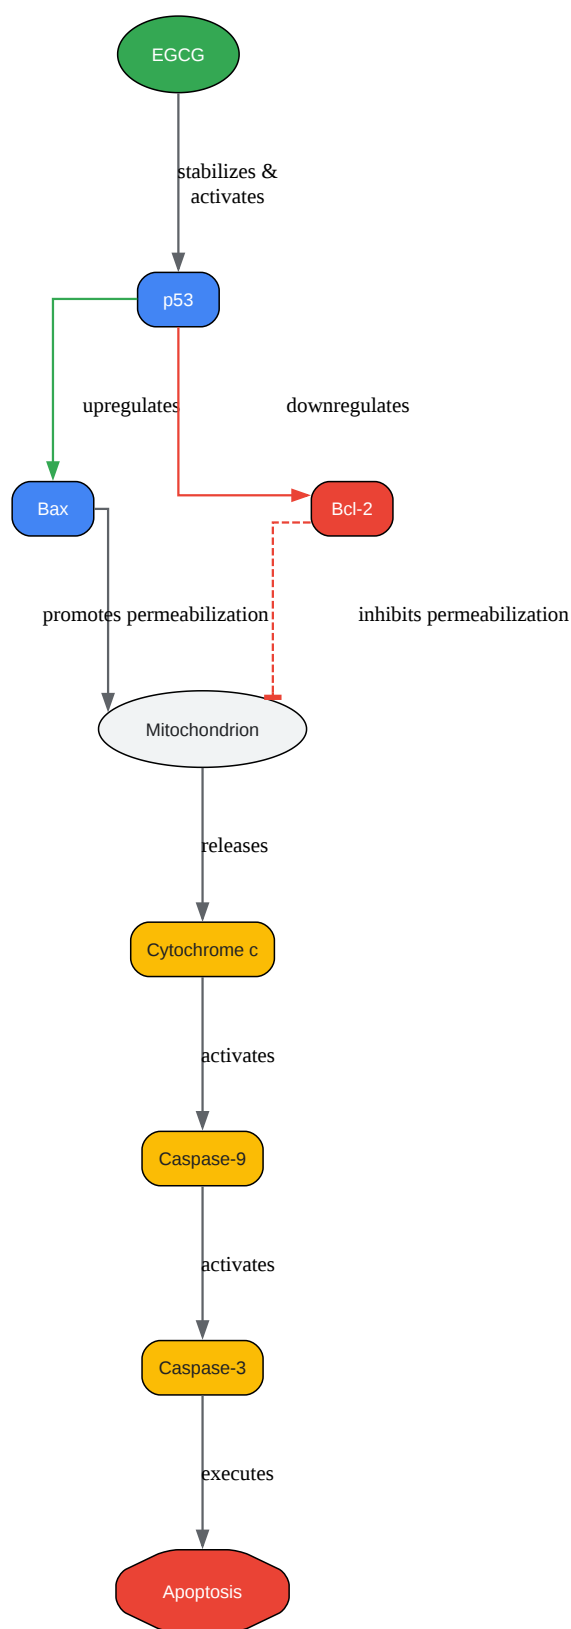 EGCG
stabilizes &
activates
p53
upregulates
downregulates
Bax
Bcl-2
promotes permeabilization
inhibits permeabilization
Mitochondrion
releases
Cytochrome c
activates
Caspase-9
activates
Caspase-3
executes
Apoptosis